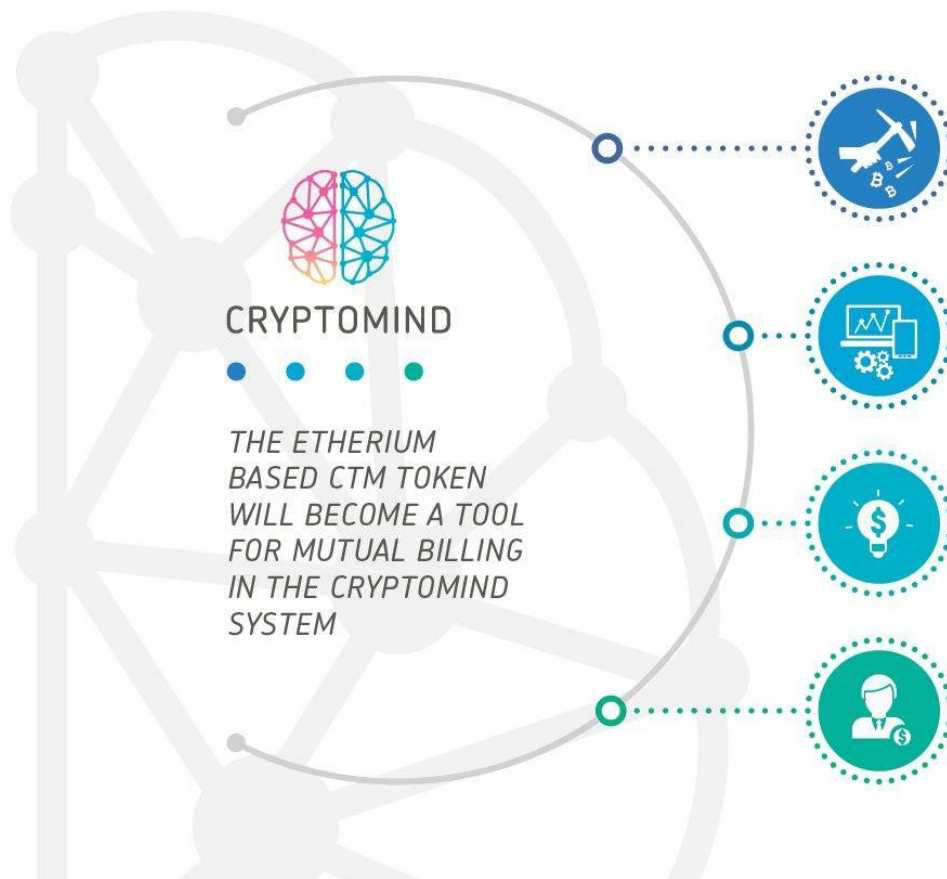 CRYPTOMIND
THE ETHERIUM
BASED CTM TOKEN
WILL BECOME A TOOL
FOR MUTUAL BILLING
IN THE CRYPTOMIND
SYSTEM